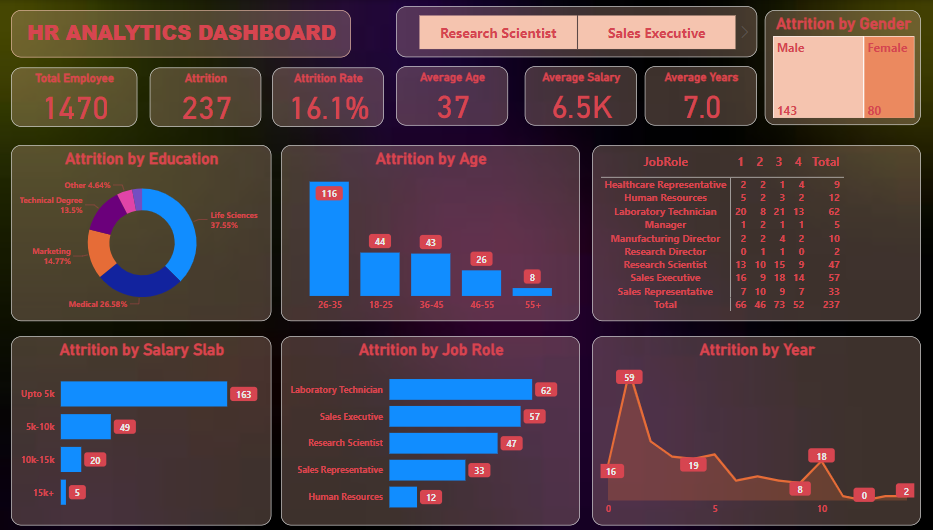 HR ANALYTICS DASHBOARD
Research Scientist
Sales Executive
Attrition by Gender
Male
Female
143
80
Total Employee
1470
Attrition
237
Attrition Rate
16.1%
Average Age
37
Average Salary
6.5K
Average Years
7.0
Attrition by Education
Other 4.64%
Technical Degree
13.5%
Life Sciences
37.55%
Marketing
14.77%
Medical 26.58%
Attrition by Age
116
44
43
26
8
26-35 18-25 36-45 46-55 55+
JobRole 1 2 3 4 Total
Healthcare Representative 2 2 1 4 9
Human Resources 5 2 3 2 12
Laboratory Technician 20 8 21 13 62
Manager 1 2 1 1 5
Manufacturing Director 2 2 4 2 10
Research Director 0 1 1 0 2
Research Scientist 13 10 15 9 47
Sales Executive 16 9 18 14 57
Sales Representative 7 10 9 7 33
Total 66 46 73 52 237
Attrition by Salary Slab
Upto 5k 163
5k-10k 49
10k-15k 20
15k+ 5
Attrition by Job Role
Laboratory Technician 62
Sales Executive 57
Research Scientist 47
Sales Representative 33
Human Resources 12
Attrition by Year
59
16
19
18
8
0
2
0 5 10